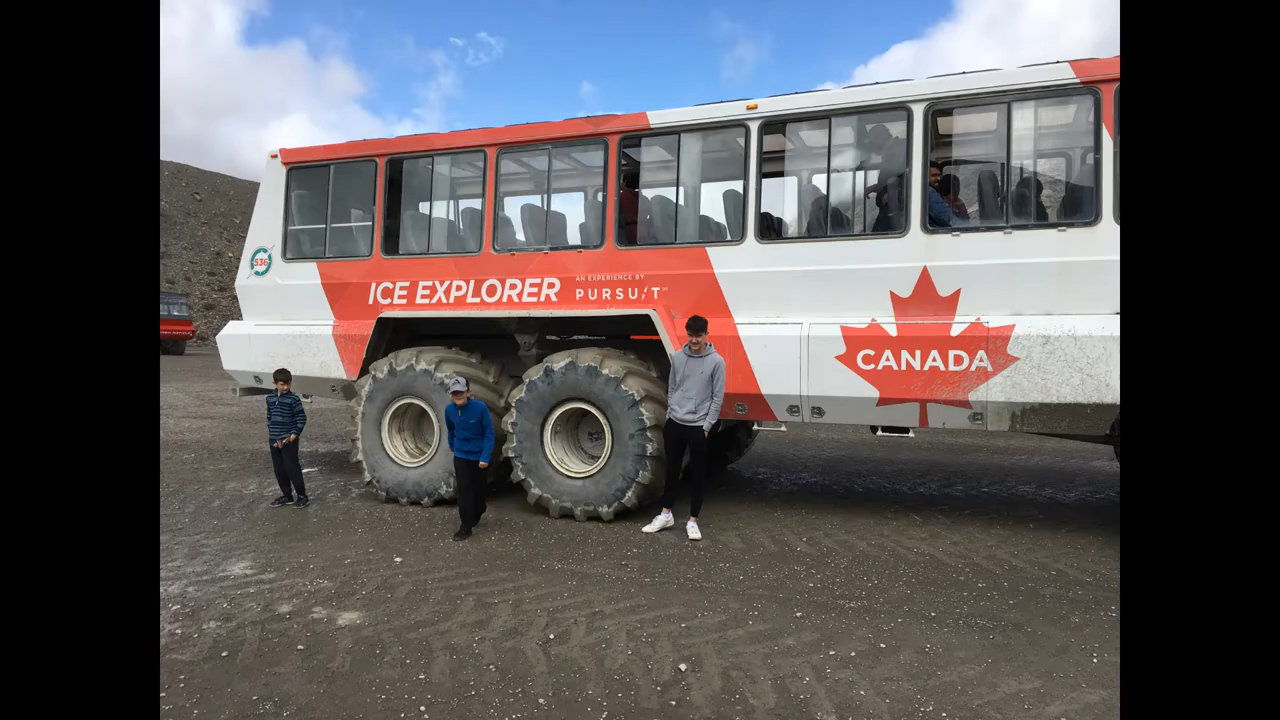 536
ICE EXPLORER
AN EXPERIENCE BY
PURSUIT
CANADA